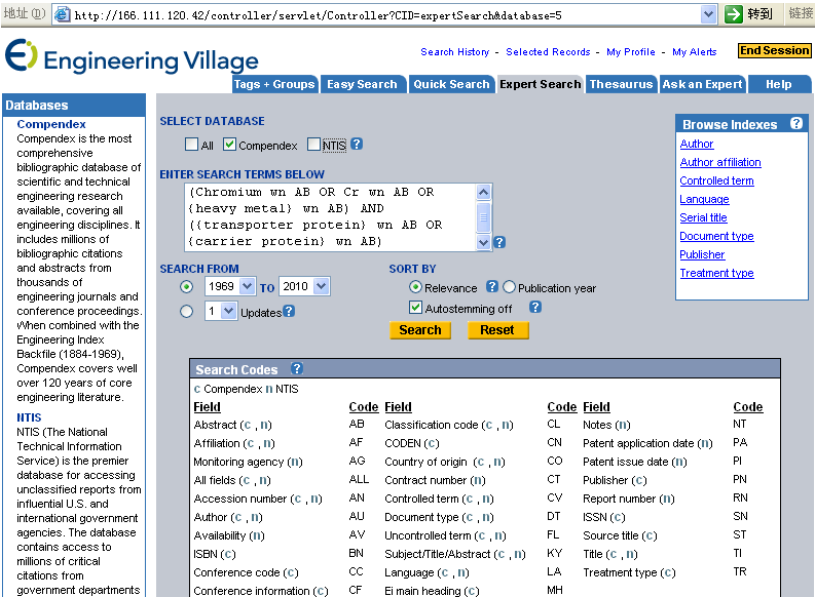 地址(D) http://166.111.120.42/controller/servlet/Controller?CID=expertSearch&database=5 转到 链接
Engineering Village
Search History - Selected Records - My Profile - My Alerts End Session
Tags + Groups Easy Search Quick Search Expert Search Thesaurus Ask an Expert Help
Databases
Compendex
Compendex is the most
comprehensive
bibliographic database of
scientific and technical
engineering research
available, covering all
engineering disciplines. It
includes millions of
bibliographic citations
and abstracts from
thousands of
engineering journals and
conference proceedings.
When combined with the
Engineering Index
Backfile (1884-1969),
Compendex covers well
over 120 years of core
engineering literature.
NTIS
NTIS (The National
Technical Information
Service) is the premier
database for accessing
unclassified reports from
influential U.S. and
international government
agencies. The database
contains access to
millions of critical
citations from
government departments
SELECT DATABASE
All Compendex NTIS ?
ENTER SEARCH TERMS BELOW
(Chromium wn AB OR Cr wn AB OR
{heavy metal} wn AB) AND
({transporter protein} wn AB OR
{carrier protein} wn AB)
?
SEARCH FROM
1969 TO 2010
1 Updates ?
SORT BY
Relevance ? Publication year
Autostemming off ?
Search Reset
Browse Indexes ?
Author
Author affiliation
Controlled term
Language
Serial title
Document type
Publisher
Treatment type
Search Codes ?
c Compendex n NTIS
Field Code Field Code Field Code
Abstract (c , n) AB Classification code (c , n) CL Notes (n) NT
Affiliation (c , n) AF CODEN (c) CN Patent application date (n) PA
Monitoring agency (n) AG Country of origin (c , n) CO Patent issue date (n) PI
All fields (c , n) ALL Contract number (n) CT Publisher (c) PN
Accession number (c , n) AN Controlled term (c , n) CV Report number (n) RN
Author (c , n) AU Document type (c , n) DT ISSN (c) SN
Availability (n) AV Uncontrolled term (c , n) FL Source title (c) ST
ISBN (c) BN Subject/Title/Abstract (c , n) KY Title (c , n) TI
Conference code (c) CC Language (c , n) LA Treatment type (c) TR
Conference information (c) CF Ei main heading (c) MH